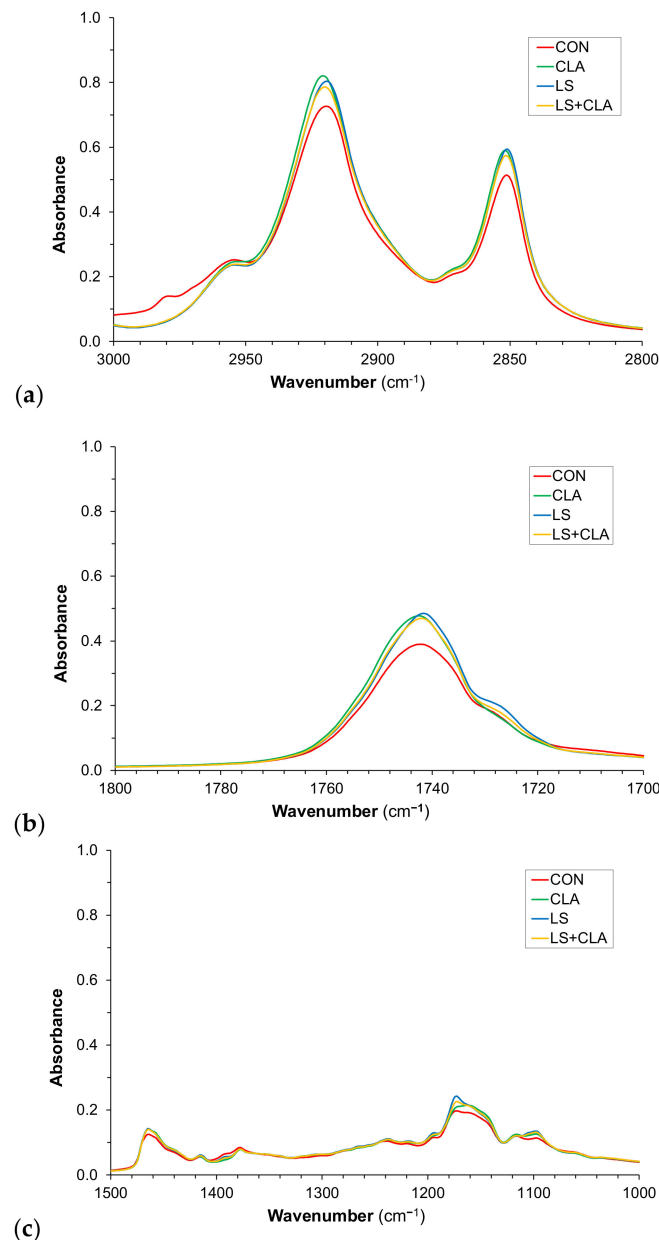 1.0
0.8
0.6
0.4
0.2
0.0
Absorbance
CON
CLA
LS
LS+CLA
3000 2950 2900 2850 2800
Wavenumber (cm⁻¹)
(a)
1.0
0.8
0.6
0.4
0.2
0.0
Absorbance
CON
CLA
LS
LS+CLA
1800 1780 1760 1740 1720 1700
Wavenumber (cm⁻¹)
(b)
1.0
0.8
0.6
0.4
0.2
0.0
Absorbance
CON
CLA
LS
LS+CLA
1500 1400 1300 1200 1100 1000
Wavenumber (cm⁻¹)
(c)